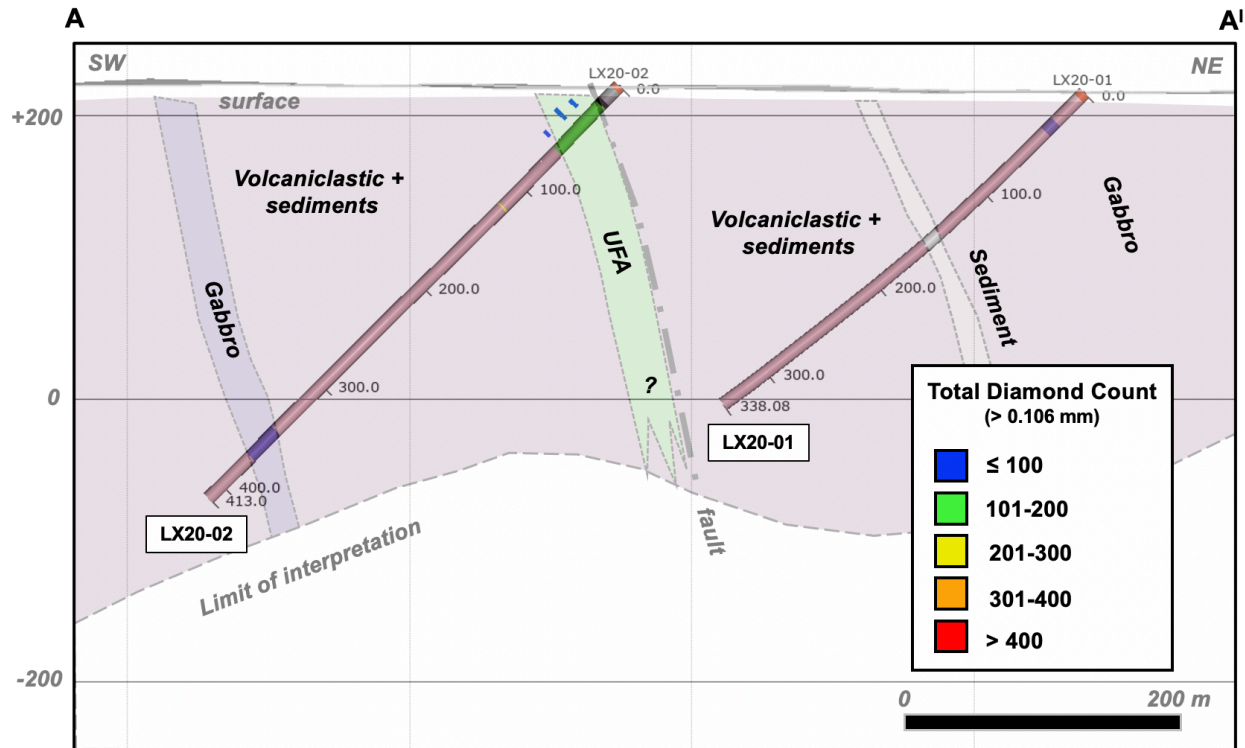 A
Aᴵ
SW
NE
LX20-02
0.0
LX20-01
0.0
surface
+200
Volcaniclastic +
sediments
100.0
100.0
Gabbro
Volcaniclastic +
sediments
UFA
Sediment
200.0
200.0
Gabbro
300.0
300.0
?
0
338.08
LX20-01
400.0
413.0
LX20-02
fault
Limit of interpretation
-200
Total Diamond Count
(> 0.106 mm)
≤ 100
101-200
201-300
301-400
> 400
0
200 m